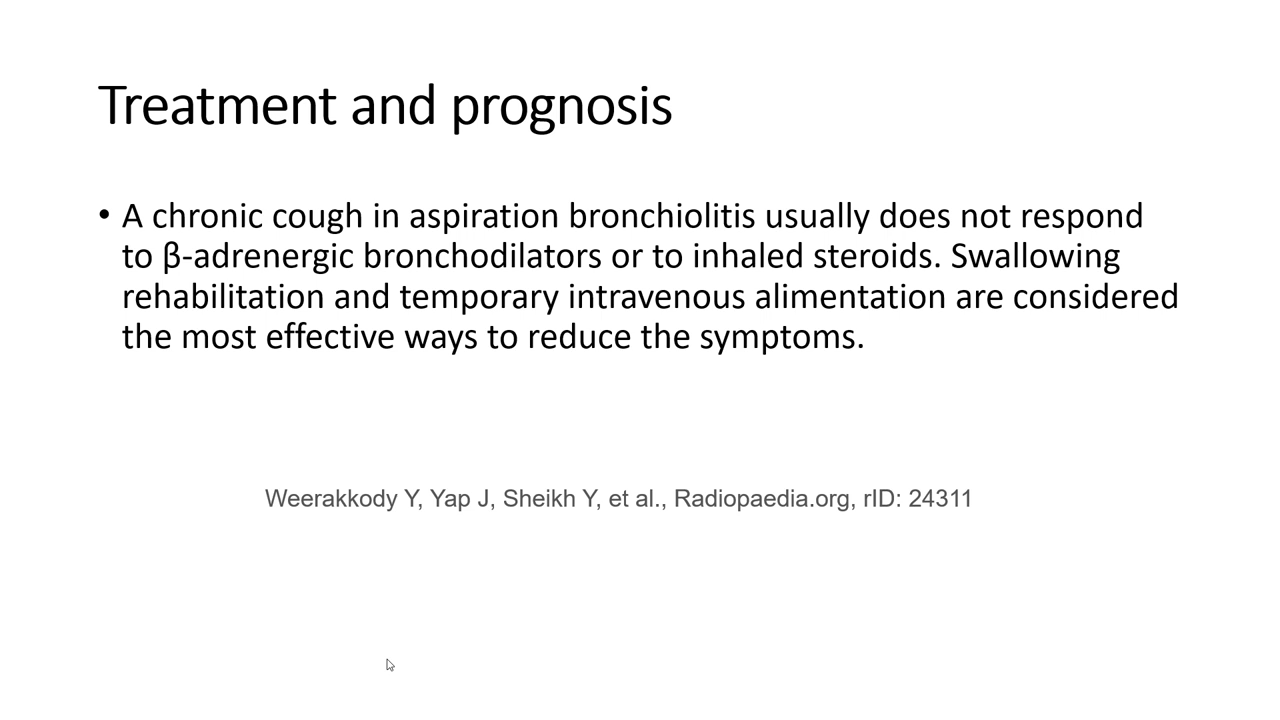 Treatment and prognosis
• A chronic cough in aspiration bronchiolitis usually does not respond
to β-adrenergic bronchodilators or to inhaled steroids. Swallowing
rehabilitation and temporary intravenous alimentation are considered
the most effective ways to reduce the symptoms.
Weerakkody Y, Yap J, Sheikh Y, et al., Radiopaedia.org, rID: 24311